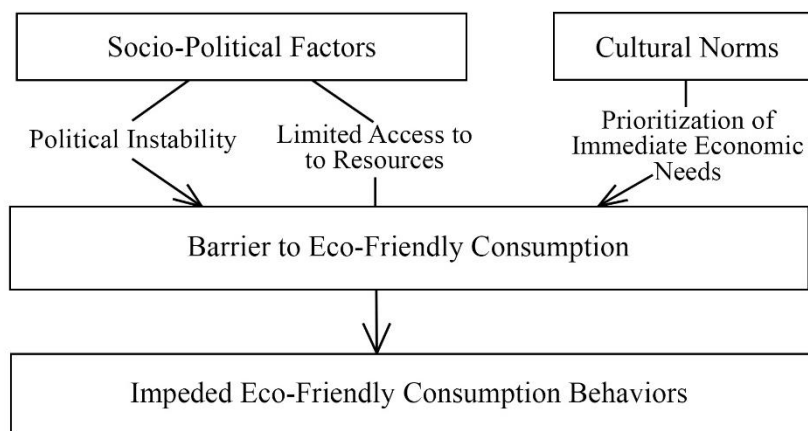 Socio-Political Factors
Cultural Norms
Political Instability
Limited Access to
to Resources
Prioritization of
Immediate Economic
Needs
Barrier to Eco-Friendly Consumption
Impeded Eco-Friendly Consumption Behaviors